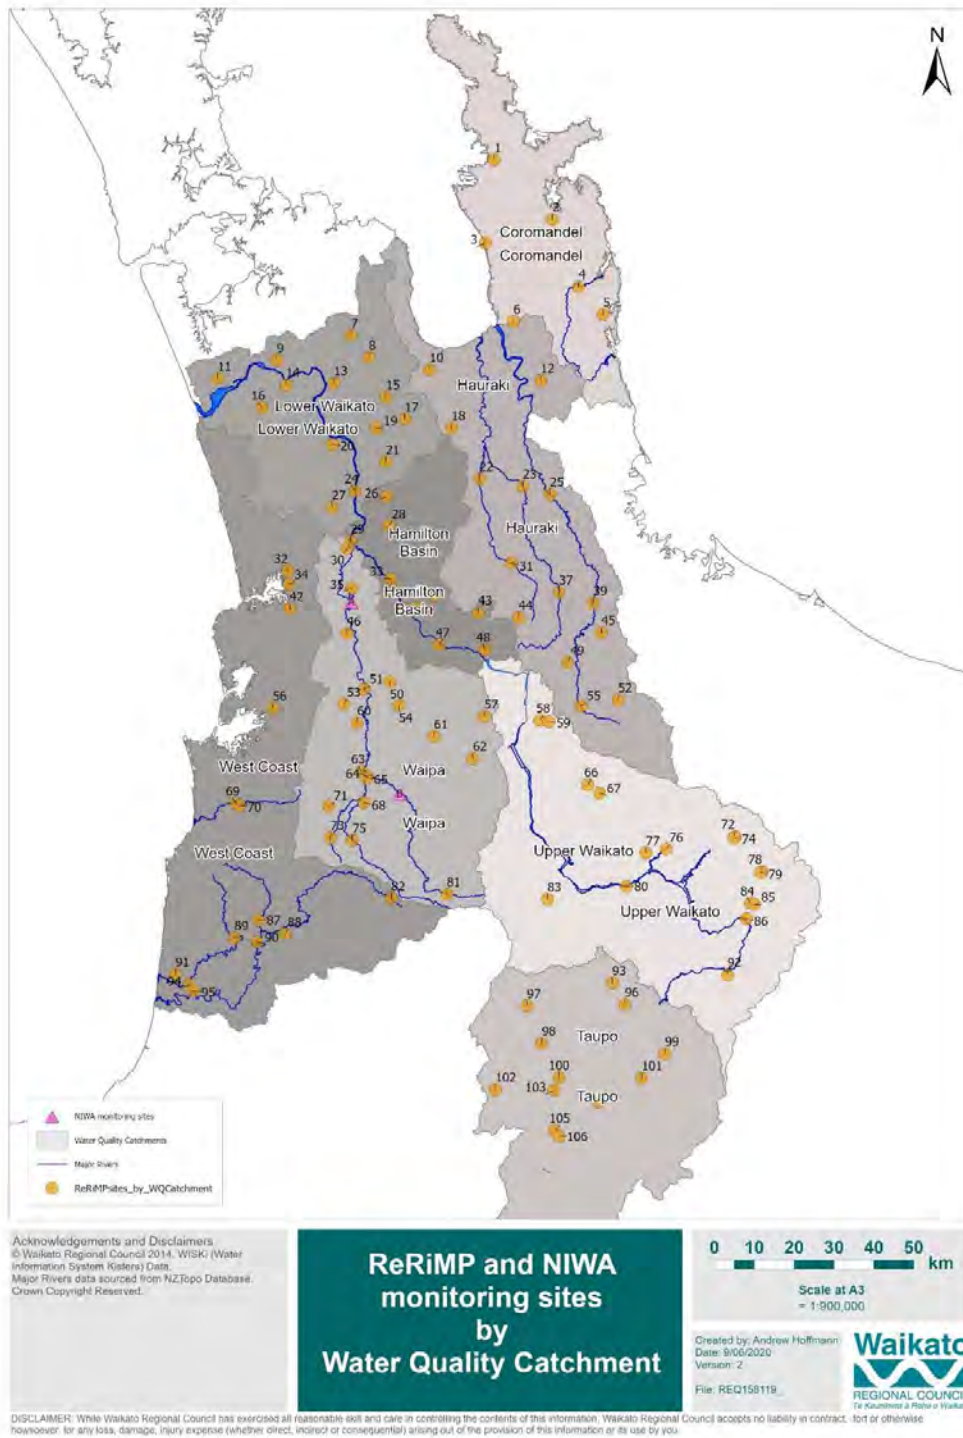 N
1
2
Coromandel
3
Coromandel
4
5
6
7
8
9
10
Hauraki
11
14
13
12
15
16
Lower Waikato
17
18
Lower Waikato
19
20
21
22
23
24
25
26
27
28
Hauraki
29
Hamilton
Basin
30
31
32
33
34
35
Hamilton
Basin
37
39
42
43
44
45
46
47
48
49
50
51
52
53
54
55
56
57
58
59
60
61
62
63
64
65
Waipa
West Coast
66
67
68
69
70
71
Waipa
72
73
74
75
West Coast
Upper Waikato
76
77
78
79
80
81
82
83
84
85
Upper Waikato
86
87
88
89
90
91
92
93
94
95
96
97
98
Taupo
99
100
101
102
103
Taupo
105
106
NIWA monitoring sites
Water Quality Catchments
Major Rivers
ReRiMPsites_by_WQCatchment
Acknowledgements and Disclaimers
© Waikato Regional Council 2014. WISKI (Water
Information System Kisters) Data.
Major Rivers data sourced from NZTopo Database.
Crown Copyright Reserved.
ReRiMP and NIWA
monitoring sites
by
Water Quality Catchment
0 10 20 30 40 50
km
Scale at A3
= 1:900,000
Created by: Andrew Hoffmann
Date: 9/06/2020
Version: 2
File: REQ158119
Waikato
REGIONAL COUNCIL
Te Kaunihera ā Rohe o Waikato
DISCLAIMER: While Waikato Regional Council has exercised all reasonable skill and care in controlling the contents of this information, Waikato Regional Council accepts no liability in contract, tort or otherwise
howsoever, for any loss, damage, injury expense (whether direct, indirect or consequential) arising out of the provision of this information or its use by you.